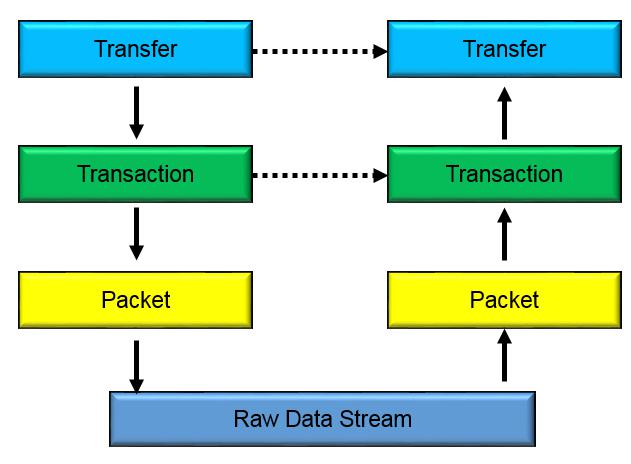 Transfer
Transfer
Transaction
Transaction
Packet
Packet
Raw Data Stream